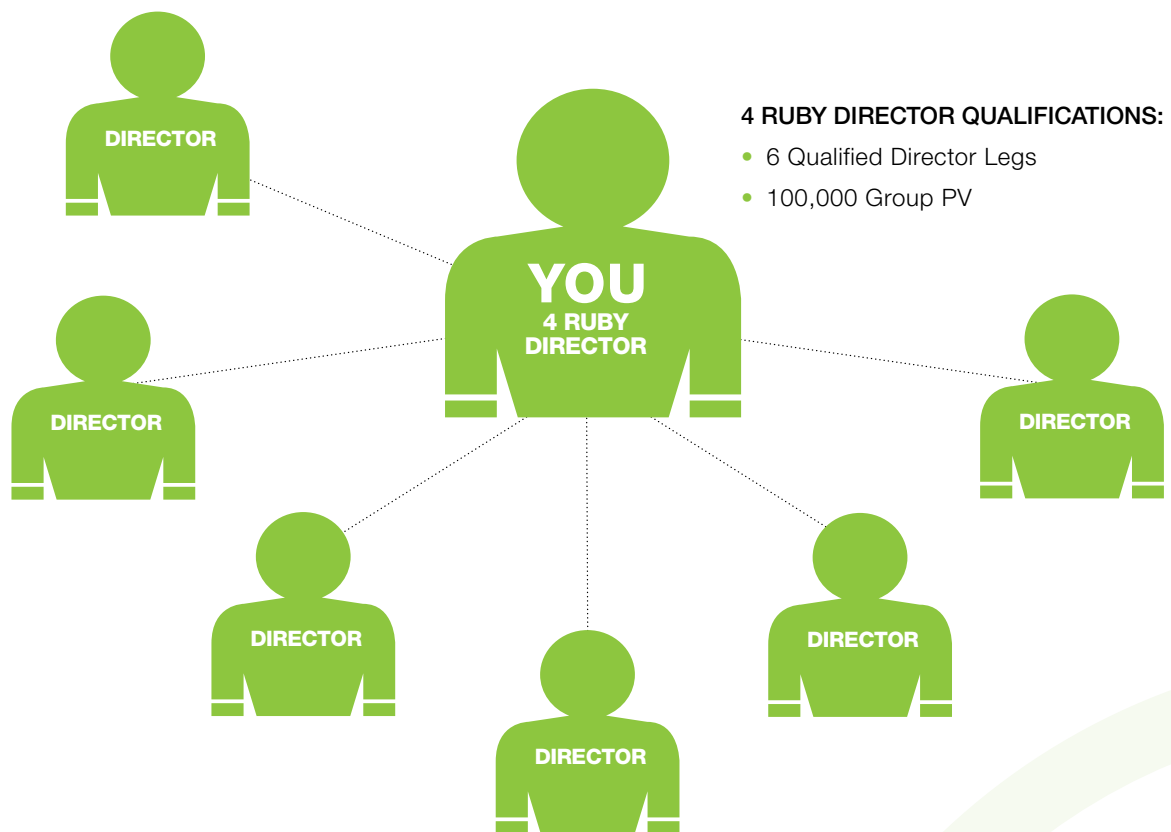 DIRECTOR
4 RUBY DIRECTOR QUALIFICATIONS:
• 6 Qualified Director Legs
• 100,000 Group PV
YOU
4 RUBY
DIRECTOR
DIRECTOR
DIRECTOR
DIRECTOR
DIRECTOR
DIRECTOR